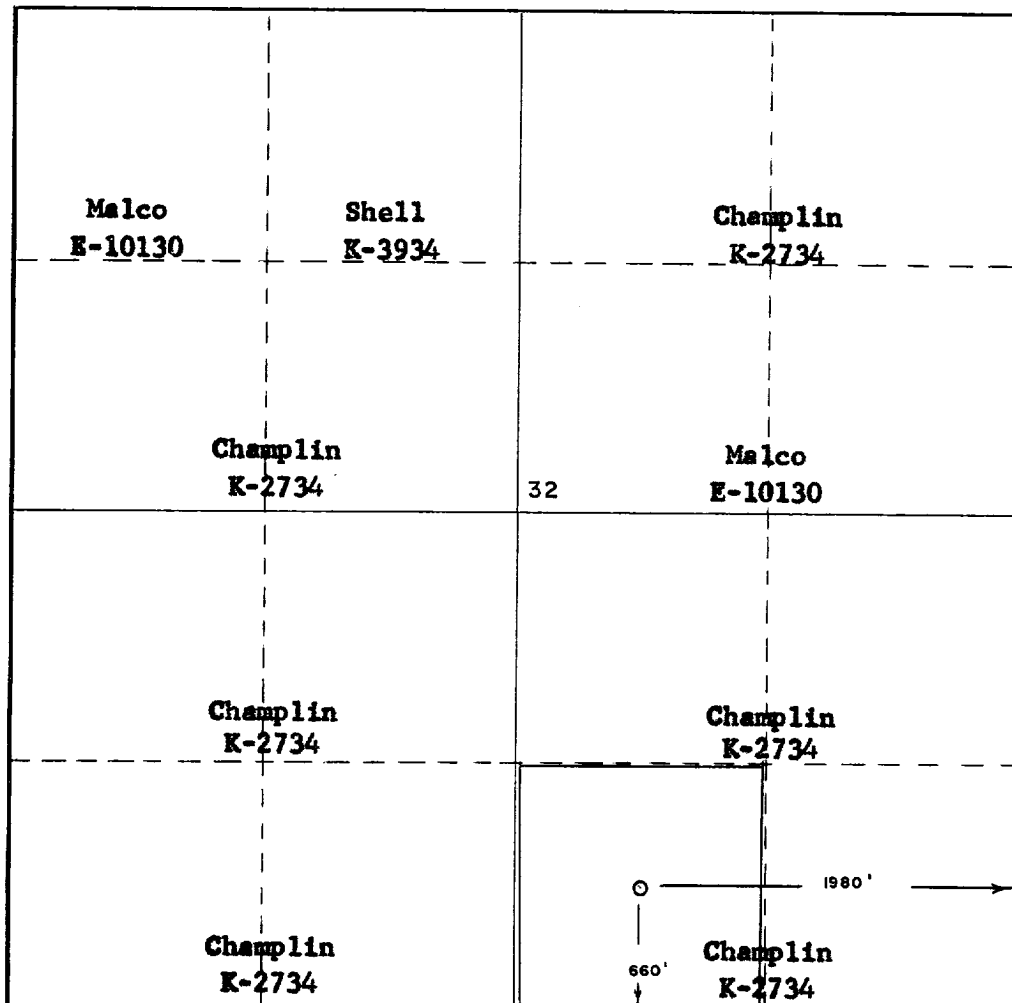 Malco
E-10130
Shell
K-3934
Champlin
K-2734
Champlin
K-2734
32
Malco
E-10130
Champlin
K-2734
Champlin
K-2734
1980'
Champlin
K-2734
660'
Champlin
K-2734